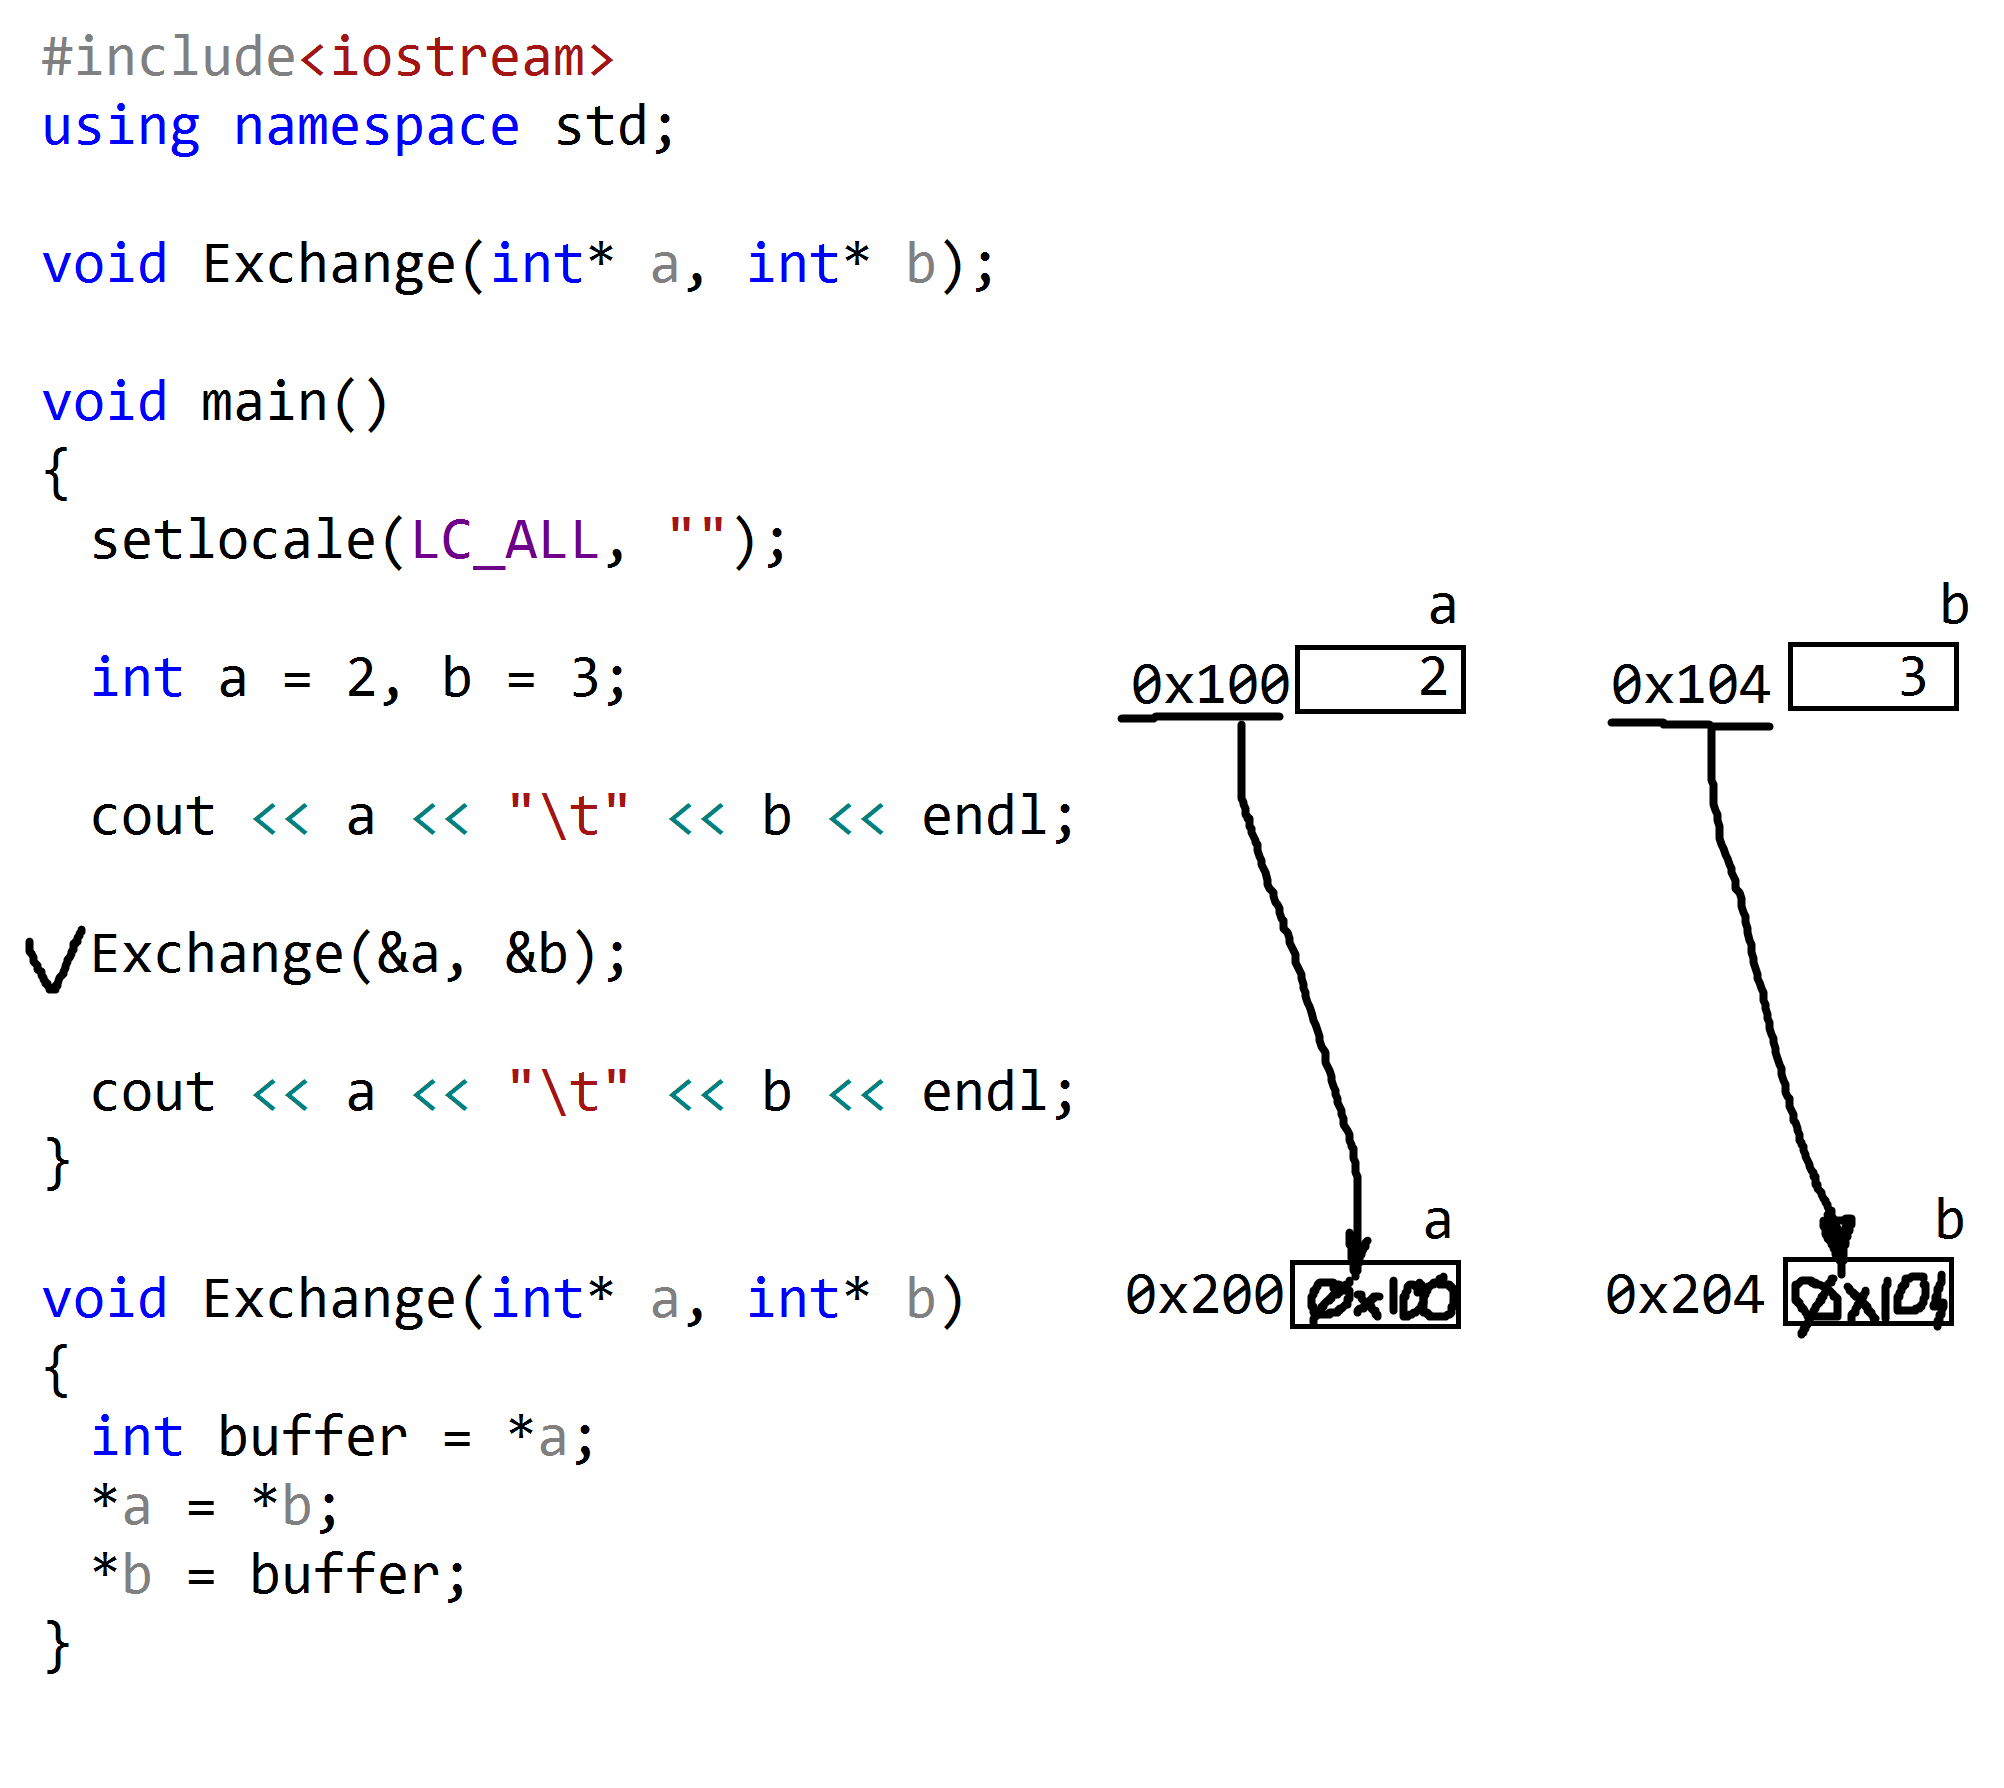 #include<iostream>
using namespace std;
void Exchange(int* a, int* b);
void main()
{
setlocale(LC_ALL, "");
int a = 2, b = 3;
cout << a << "\t" << b << endl;
Exchange(&a, &b);
cout << a << "\t" << b << endl;
}
void Exchange(int* a, int* b)
{
int buffer = *a;
*a = *b;
*b = buffer;
}
a b
0x100 2 0x104 3
a b
0x200 0x100 0x204 0x104